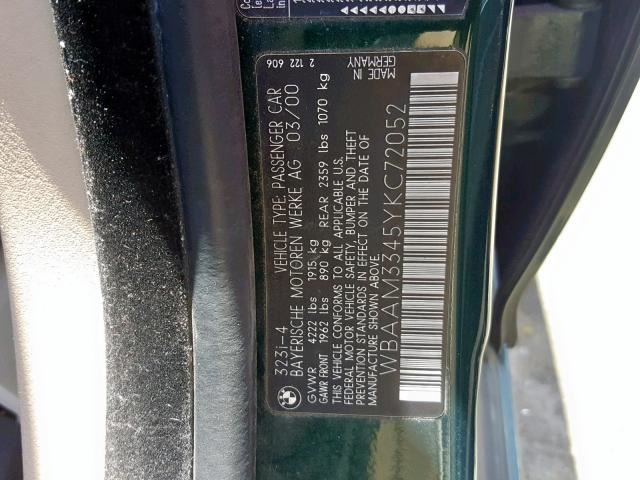 323i-4 VEHICLE TYPE: PASSENGER CAR
BAYERISCHE MOTOREN WERKE AG 03/00
GVWR 4222 lbs 1915 kg
GAWR FRONT 1962 lbs 890 kg REAR 2359 lbs 1070 kg
THIS VEHICLE CONFORMS TO ALL APPLICABLE
FEDERAL MOTOR VEHICLE SAFETY, BUMPER AND THEFT
PREVENTION STANDARDS IN EFFECT ON THE DATE OF
MANUFACTURE SHOWN ABOVE.
WBAAM3345YKC72052
MADE IN
GERMANY
2 122 606